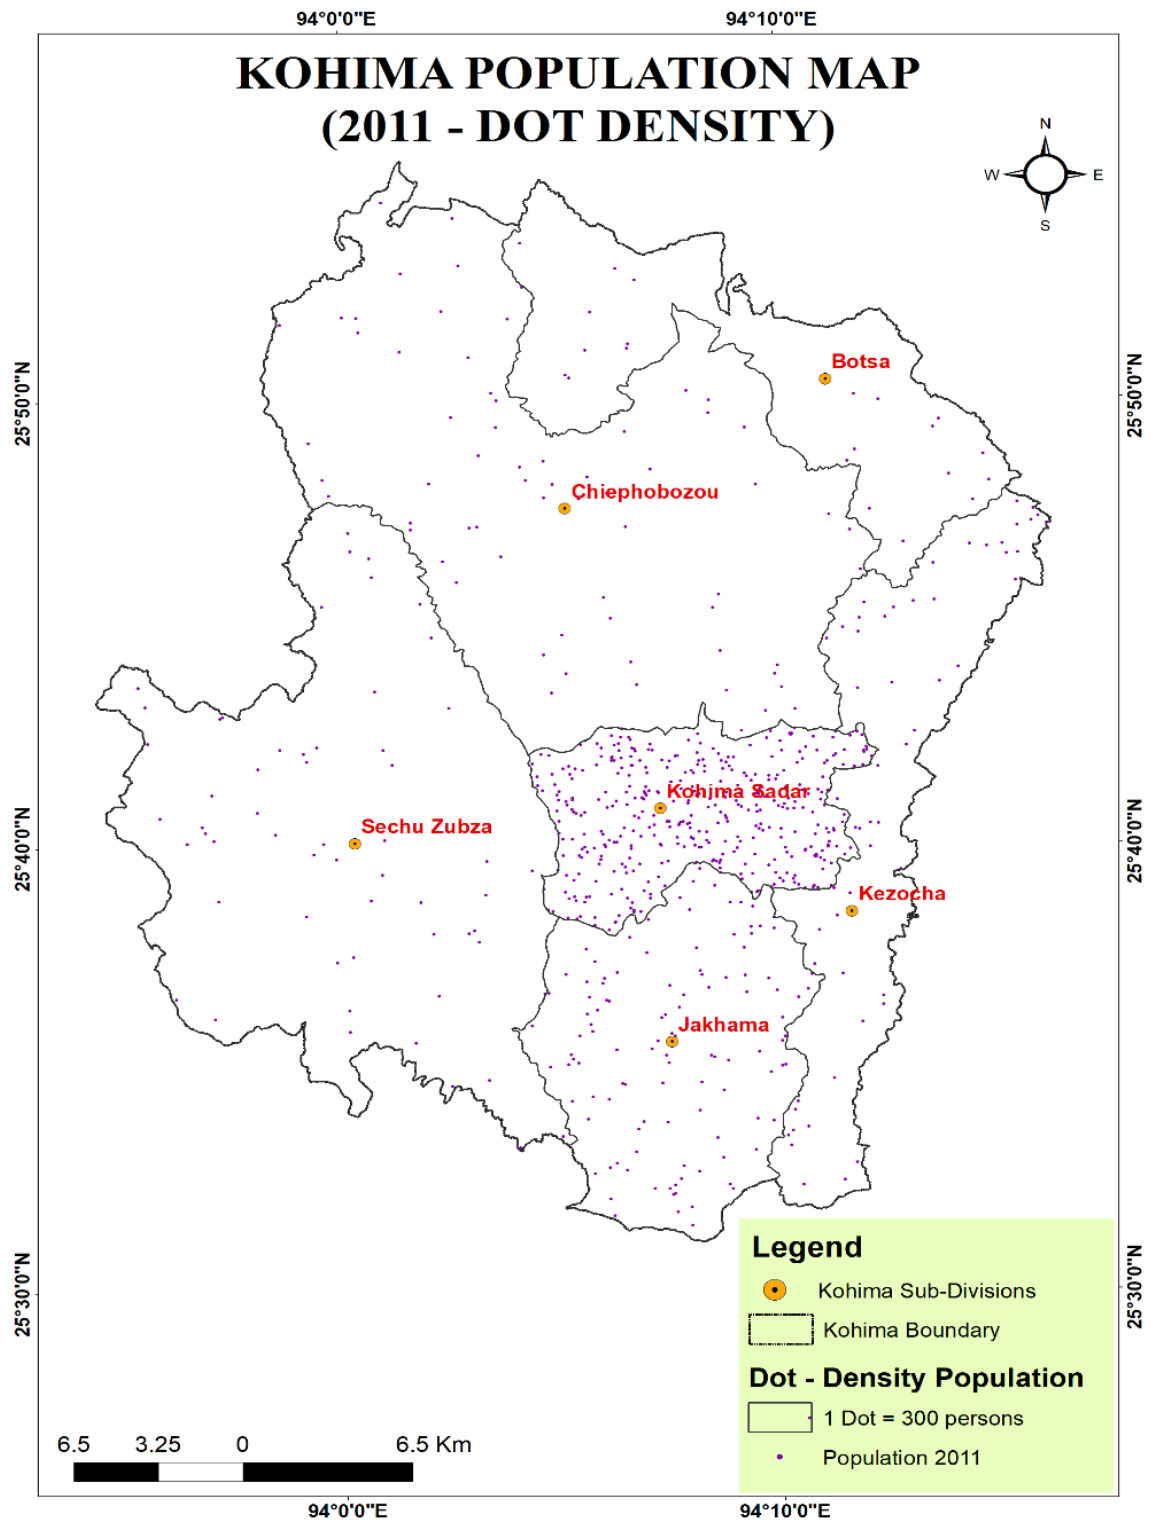 94°0'0"E 94°10'0"E
KOHIMA POPULATION MAP
(2011 - DOT DENSITY)
N
W E
S
Botsa
25°50'0"N 25°50'0"N
Chiephobozou
Kohima Sadar
Sechu Zubza
25°40'0"N 25°40'0"N
Kezocha
Jakhama
Legend
Kohima Sub-Divisions
25°30'0"N 25°30'0"N
Kohima Boundary
Dot - Density Population
1 Dot = 300 persons
6.5 3.25 0 6.5 Km
Population 2011
94°0'0"E 94°10'0"E